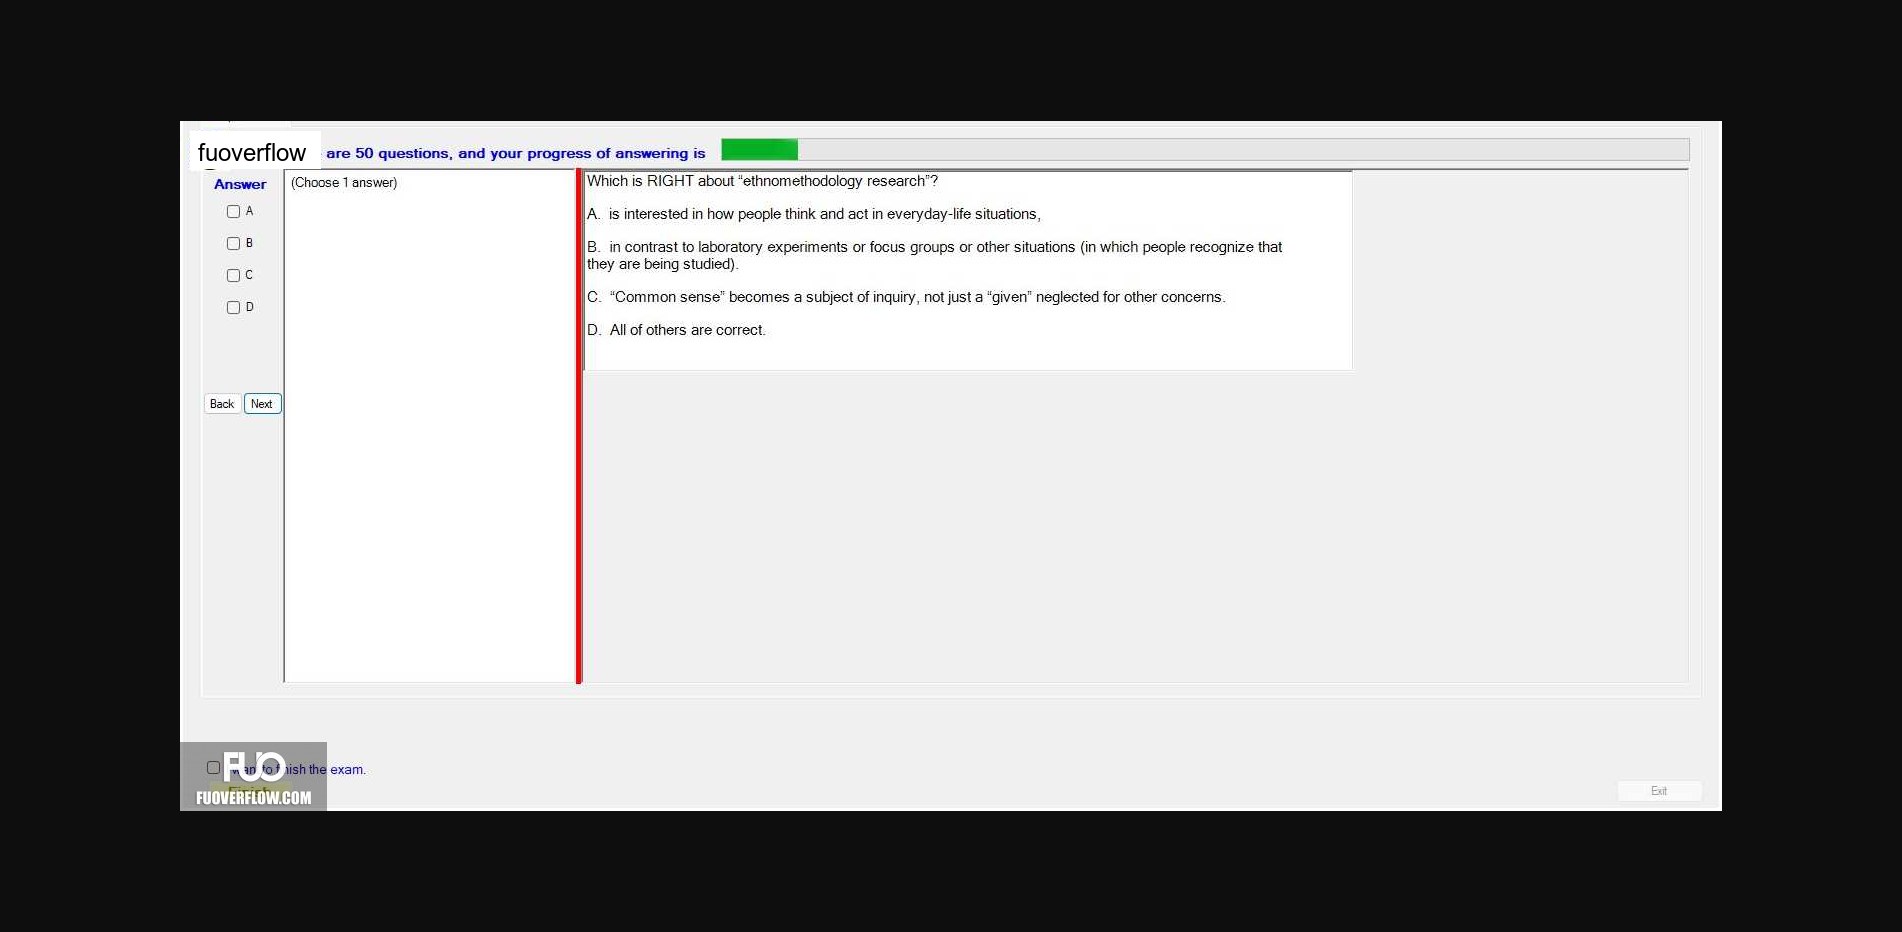 fuoverflow
are 50 questions, and your progress of answering is
Answer
(Choose 1 answer)
A
B
C
D
Back
Next
Which is RIGHT about “ethnomethodology research”?
A. is interested in how people think and act in everyday-life situations,
B. in contrast to laboratory experiments or focus groups or other situations (in which people recognize that
they are being studied).
C. “Common sense” becomes a subject of inquiry, not just a “given” neglected for other concerns.
D. All of others are correct.
FUO
want to finish the exam.
Finish
FUOVERFLOW.COM
Exit